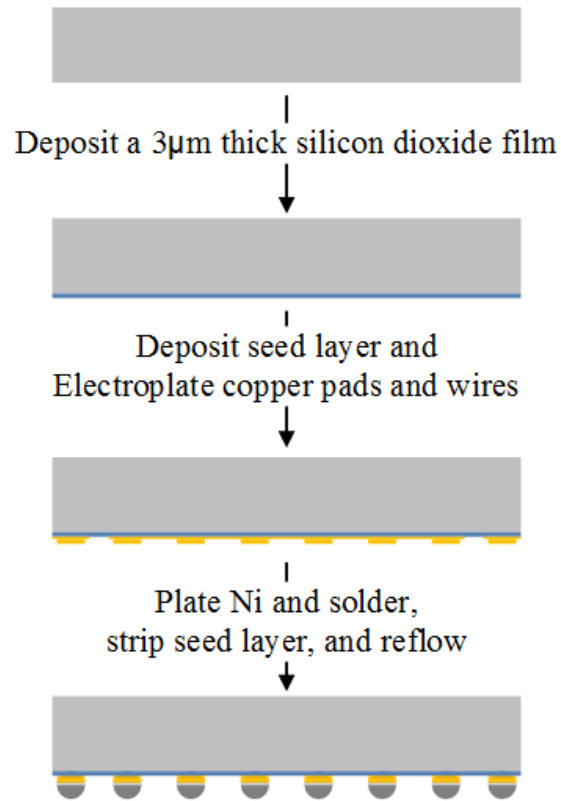 Deposit a 3μm thick silicon dioxide film
Deposit seed layer and
Electroplate copper pads and wires
Plate Ni and solder,
strip seed layer, and reflow